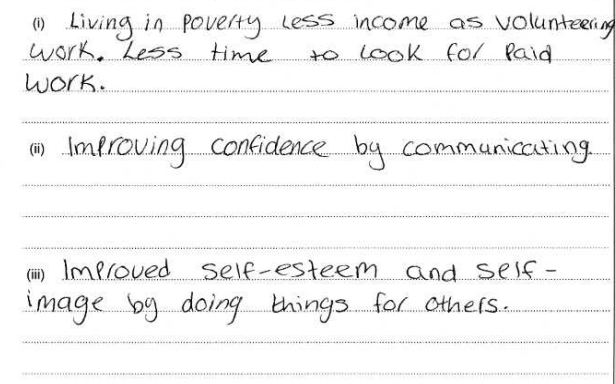 (i) Living in poverty less income as volunteering
work. Less time to look for paid
work.
(ii) Improving confidence by communicating
(iii) Improved self-esteem and self-
image by doing things for others.